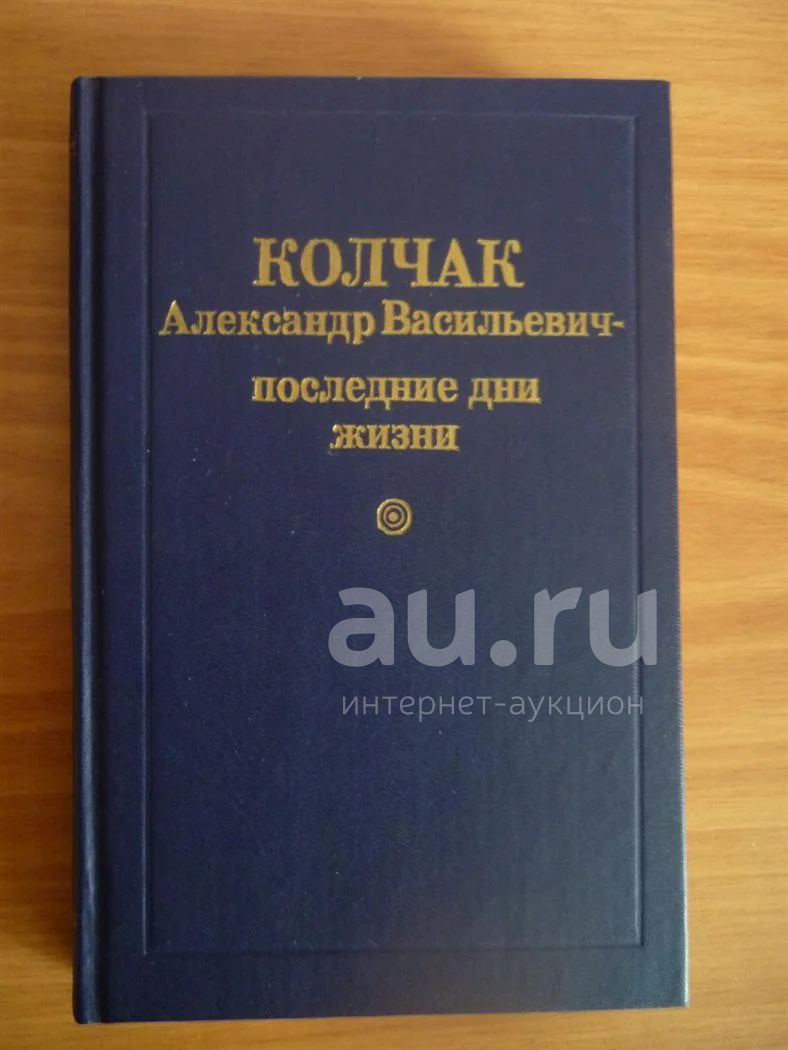 КОЛЧАК
Александр Васильевич-
последние дни
жизни
au.ru
интернет-аукцион